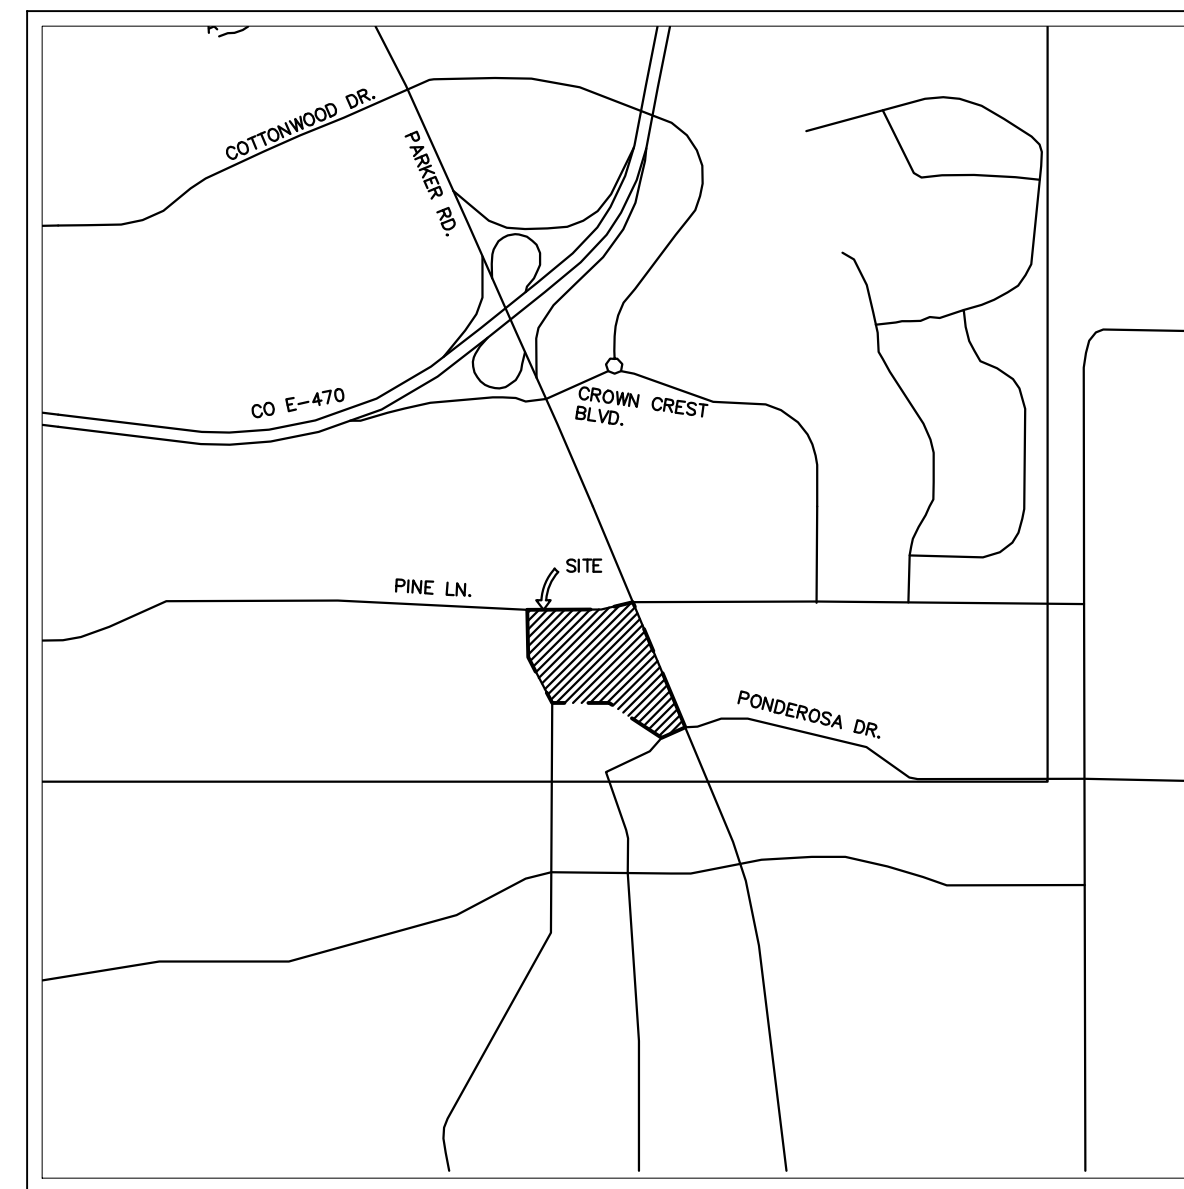 COTTONWOOD DR.
PARKER RD.
CO E-470
CROWN CREST
BLVD.
SITE
PINE LN.
PONDEROSA DR.